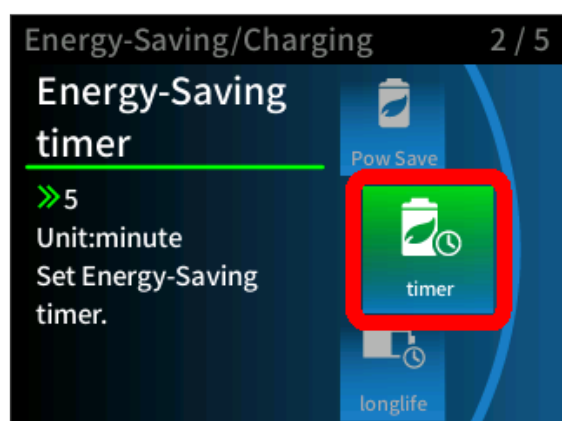 Energy-Saving/Charging 2 / 5
Energy-Saving
timer
Pow Save
»5
Unit:minute
Set Energy-Saving
timer.
timer
longlife